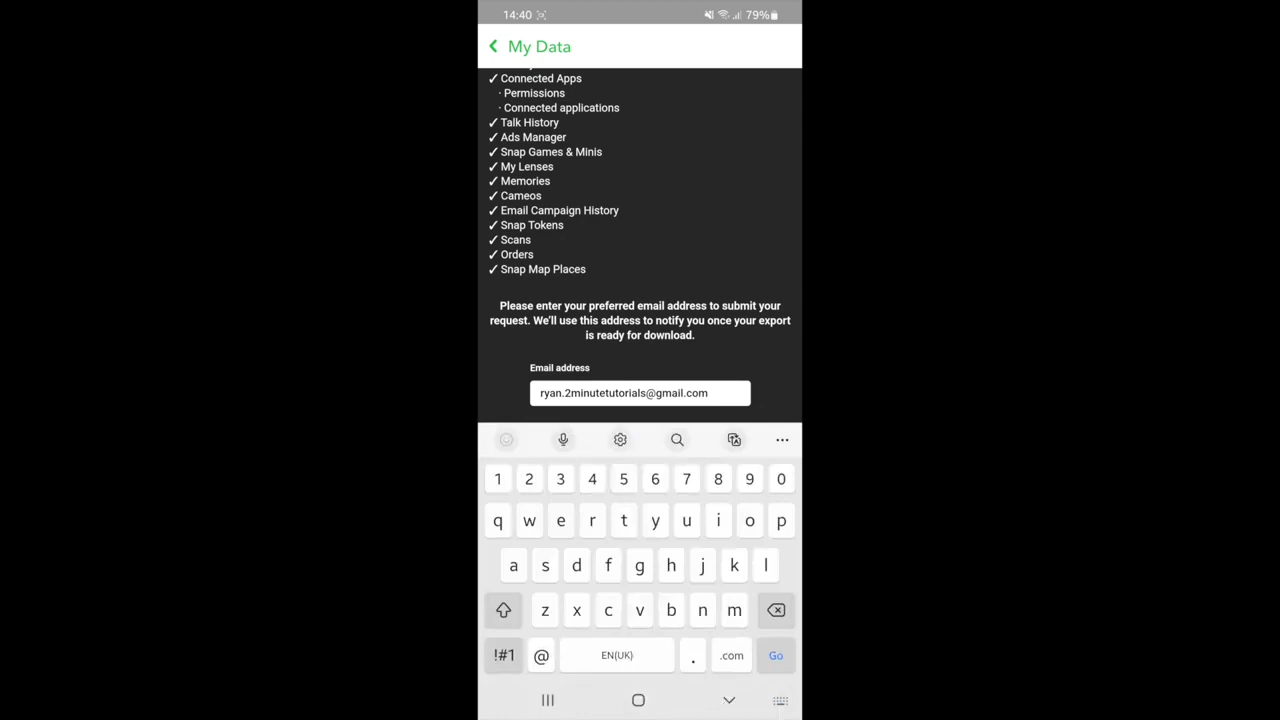 14:40 79%
My Data
✓ Connected Apps
· Permissions
· Connected applications
✓ Talk History
✓ Ads Manager
✓ Snap Games & Minis
✓ My Lenses
✓ Memories
✓ Cameos
✓ Email Campaign History
✓ Snap Tokens
✓ Scans
✓ Orders
✓ Snap Map Places
Please enter your preferred email address to submit your
request. We'll use this address to notify you once your export
is ready for download.
Email address
ryan.2minutetutorials@gmail.com
1 2 3 4 5 6 7 8 9 0
q w e r t y u i o p
a s d f g h j k l
z x c v b n m
!#1 @ EN(UK) . .com Go